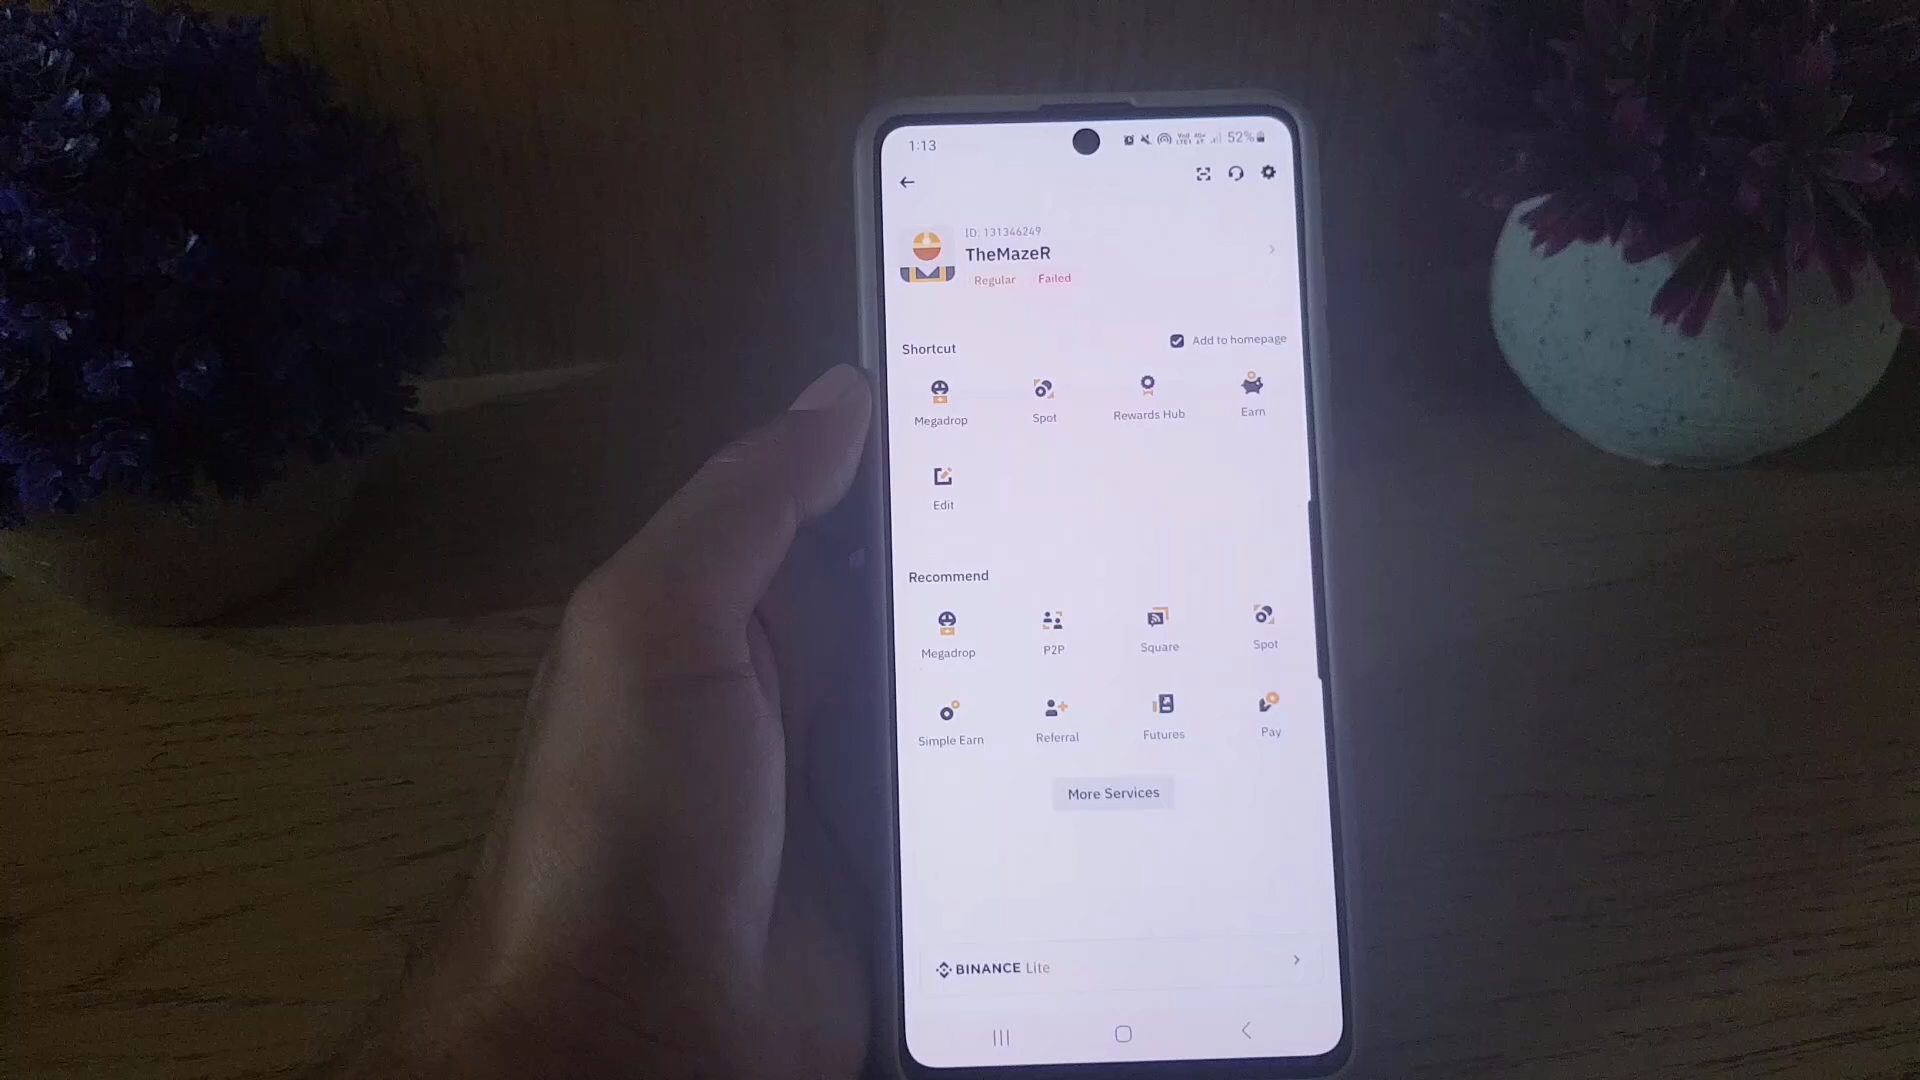 1:13
52%
ID: 131346249
TheMazeR
Regular Failed
Shortcut
Add to homepage
Megadrop Spot Rewards Hub Earn
Edit
Recommend
Megadrop P2P Square Spot
Simple Earn Referral Futures Pay
More Services
BINANCE Lite